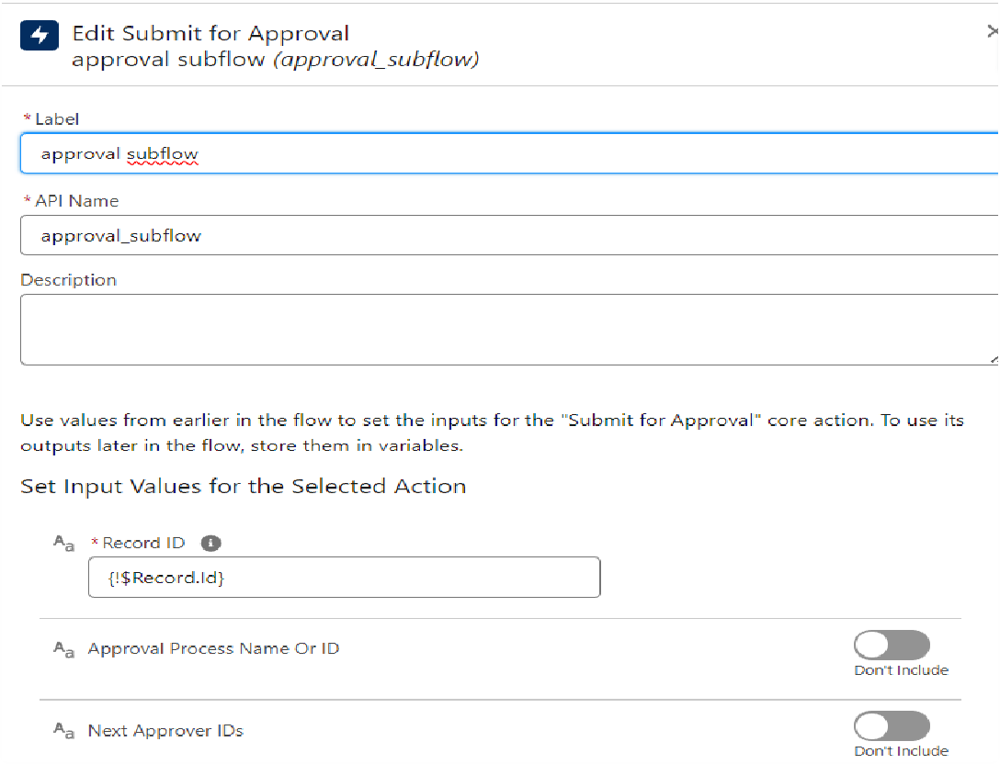 Edit Submit for Approval
approval subflow (approval_subflow)
* Label
approval subflow
* API Name
approval_subflow
Description
Use values from earlier in the flow to set the inputs for the "Submit for Approval" core action. To use its
outputs later in the flow, store them in variables.
Set Input Values for the Selected Action
Aa * Record ID i
{!$Record.Id}
Aa Approval Process Name Or ID
Don't Include
Aa Next Approver IDs
Don't Include